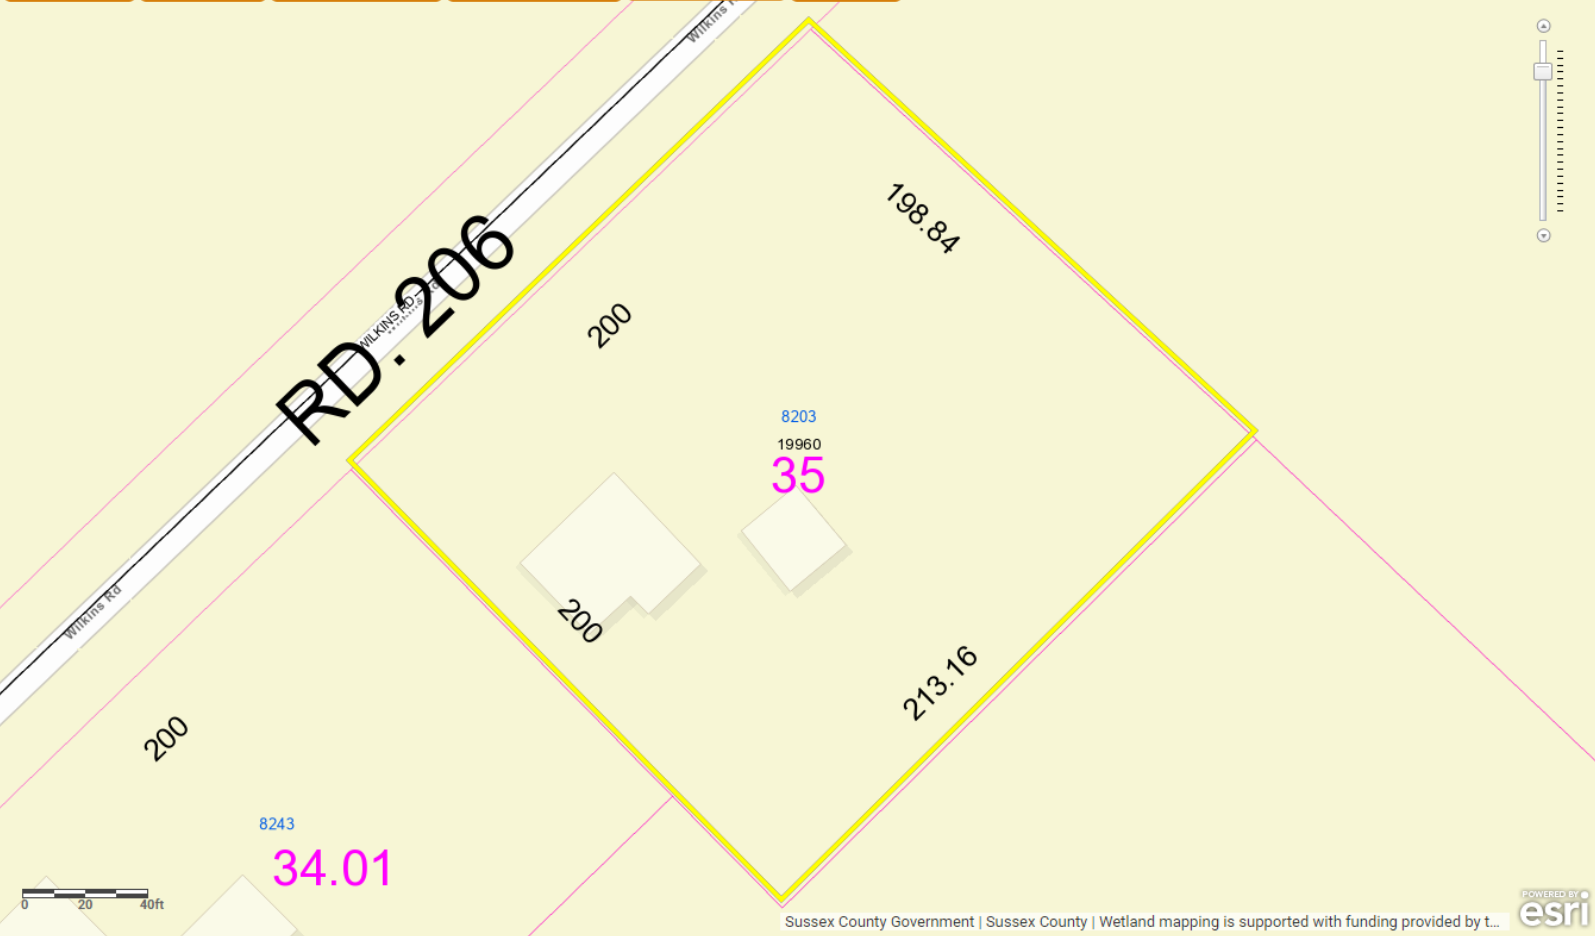 Wilkins
198.84
200
RD. 206
WILKINS RD
8203
19960
35
200
Wilkins Rd
213.16
200
8243
34.01
0 20 40ft
POWERED BY
esri
Sussex County Government | Sussex County | Wetland mapping is supported with funding provided by t...